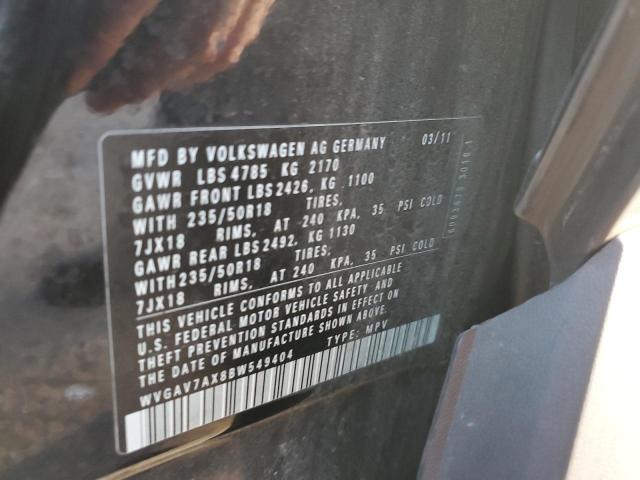 MFD BY VOLKSWAGEN AG GERMANY 03/11
GVWR LBS 4785 KG 2170
GAWR FRONT LBS 2426, KG 1100
WITH 235/50R18 TIRES,
7JX18 RIMS, AT 240 KPA, 35 PSI COLD
GAWR REAR LBS 2492, KG 1130
WITH 235/50R18 TIRES,
7JX18 RIMS, AT 240 KPA, 35 PSI COLD
THIS VEHICLE CONFORMS TO ALL APPLICABLE
U.S. FEDERAL MOTOR VEHICLE SAFETY AND
THEFT PREVENTION STANDARDS IN EFFECT ON
THE DATE OF MANUFACTURE SHOWN ABOVE.
WVGAV7AX8BW549404 TYPE: MPV